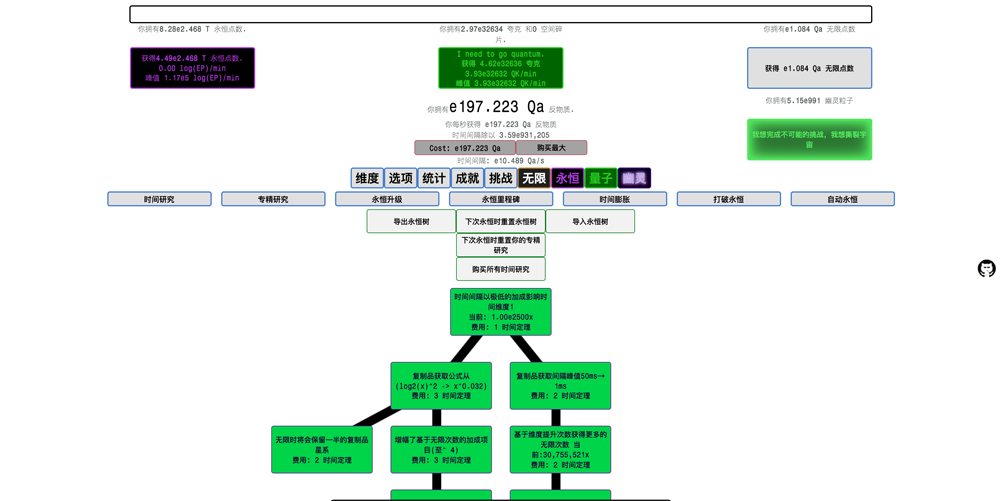 你拥有8.28e2.468 T 永恒点数.
你拥有2.97e32634 夸克 和0 空间碎
片.
你拥有e1.084 Qa 无限点数
获得4.49e2.468 T 永恒点数.
0.00 log(EP)/min
峰值 1.17e5 log(EP)/min
I need to go quantum.
获得 4.62e32636 夸克
3.93e32632 QK/min
峰值 3.93e32632 QK/min
获得 e1.084 Qa 无限点数
你拥有5.15e991 幽灵粒子
你拥有e197.223 Qa 反物质.
你每秒获得 e197.223 Qa 反物质
时间间隔除以 3.59e931,205
我想完成不可能的挑战, 我想撕裂宇
宙
Cost: e197.223 Qa
购买最大
时间间隔: e10.489 Qa/s
维度
选项
统计
成就
挑战
无限
永恒
量子
幽灵
时间研究
专精研究
永恒升级
永恒里程碑
时间膨胀
打破永恒
自动永恒
导出永恒树
下次永恒时重置永恒树
导入永恒树
下次永恒时重置你的专精
研究
购买所有时间研究
时间间隔以极低的加成影响时
间维度1
当前: 1.00e2500x
费用: 1 时间定理
复制品获取公式从
(log2(x)^2 -> x^0.032)
费用: 3 时间定理
复制品获取间隔峰值50ms→
1ms
费用: 2 时间定理
无限时将会保留一半的复制品
星系
费用: 2 时间定理
增幅了基于无限次数的加成项
目(至^ 4)
费用: 3 时间定理
基于维度提升次数获得更多的
无限次数 当
前:30,755,521x
费用: 2 时间定理